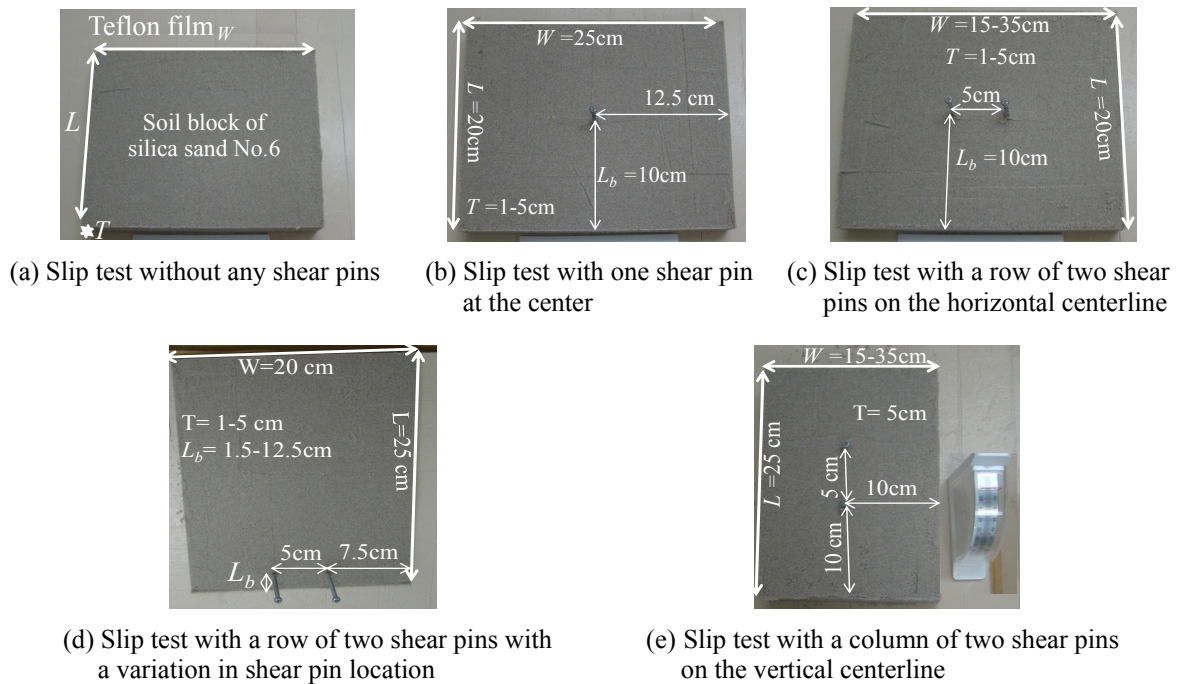 Teflon film W
L
Soil block of
silica sand No.6
T
(a) Slip test without any shear pins
W =25cm
L =20cm
12.5 cm
L_b =10cm
T =1-5cm
(b) Slip test with one shear pin
at the center
W =15-35cm
T =1-5cm
5cm
L =20cm
L_b =10cm
(c) Slip test with a row of two shear
pins on the horizontal centerline
W=20 cm
T= 1-5 cm
L_b= 1.5-12.5cm
L=25 cm
5cm
7.5cm
L_b
(d) Slip test with a row of two shear pins with
a variation in shear pin location
W =15-35cm
T= 5cm
L =25 cm
5 cm
10cm
10 cm
(e) Slip test with a column of two shear pins
on the vertical centerline